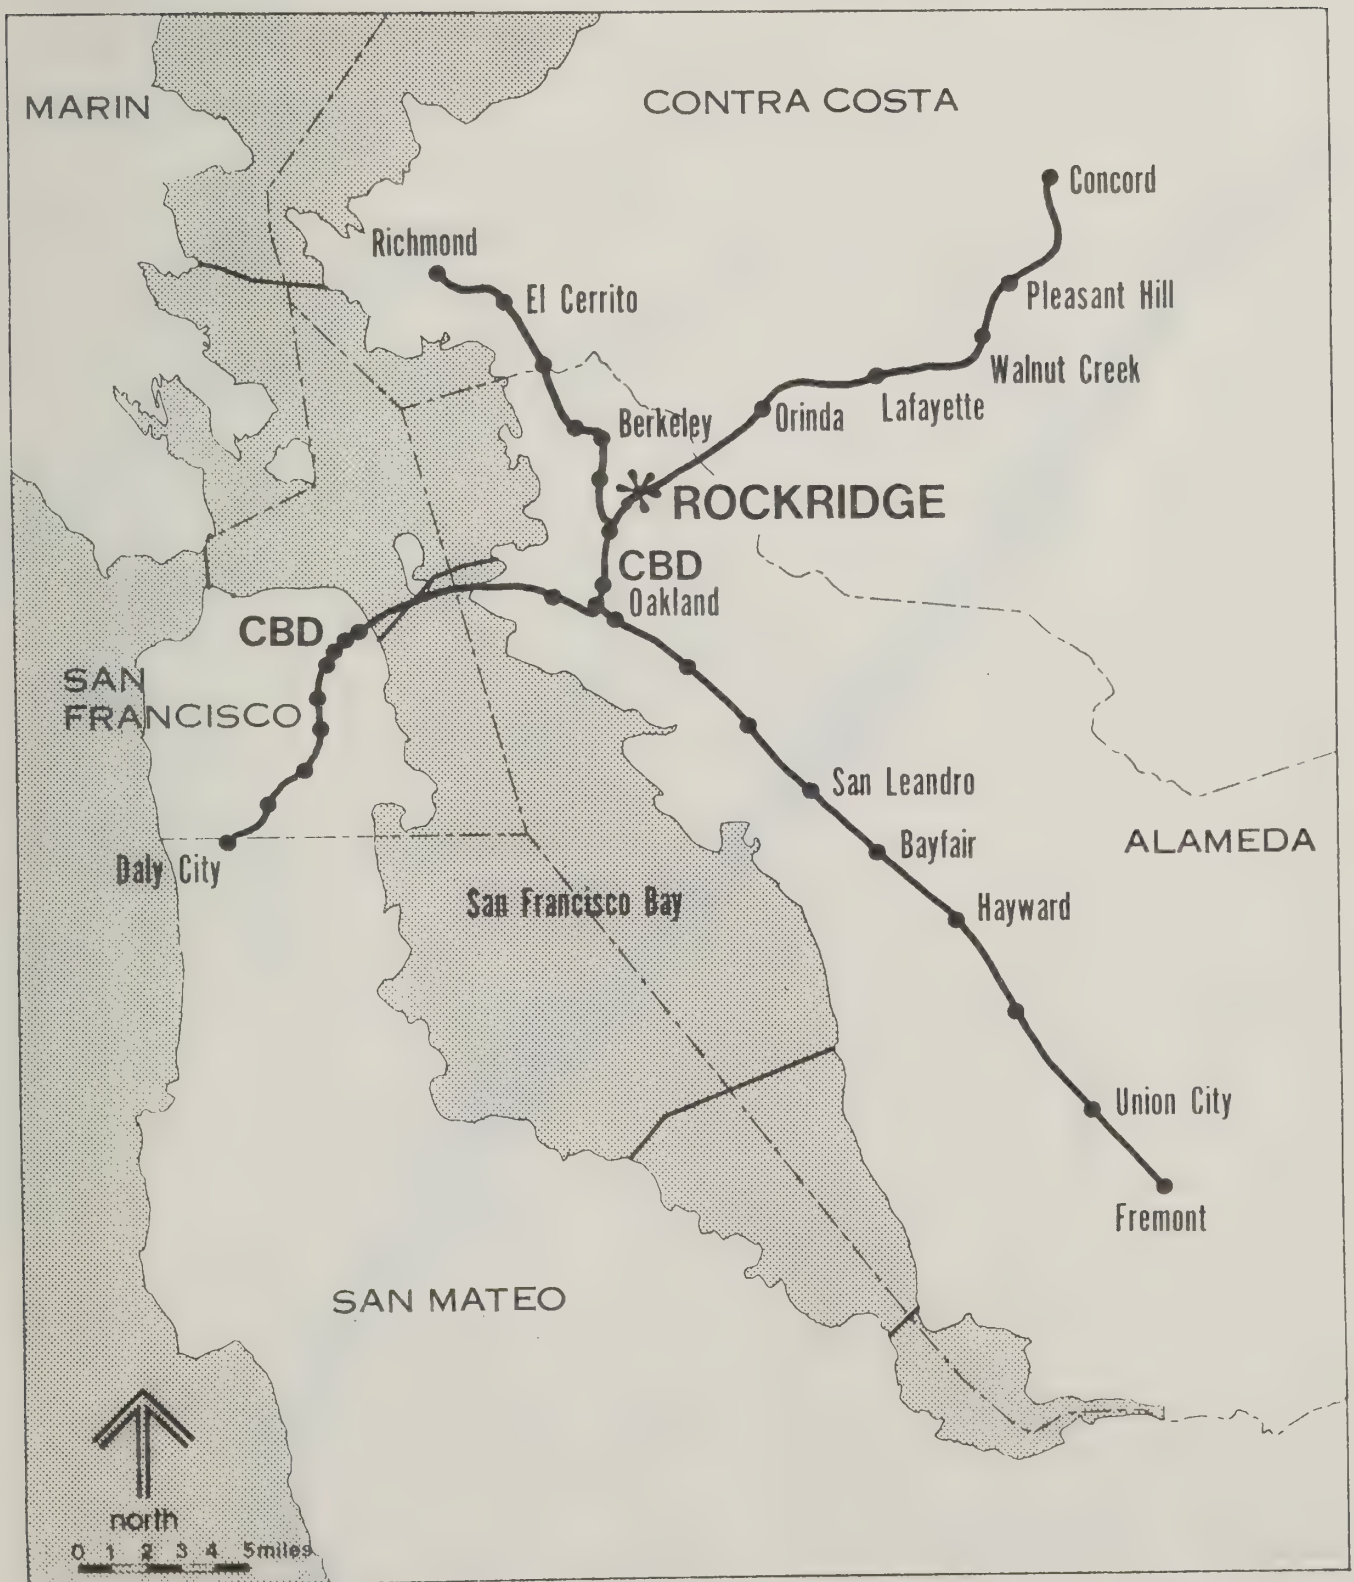 MARIN
CONTRA COSTA
Concord
Richmond
El Cerrito
Pleasant Hill
Walnut Creek
Lafayette
Orinda
Berkeley
ROCKRIDGE
CBD
Oakland
CBD
SAN
FRANCISCO
San Leandro
ALAMEDA
Bayfair
Daly City
San Francisco Bay
Hayward
Union City
Fremont
SAN MATEO
north
0 1 2 3 4 5miles